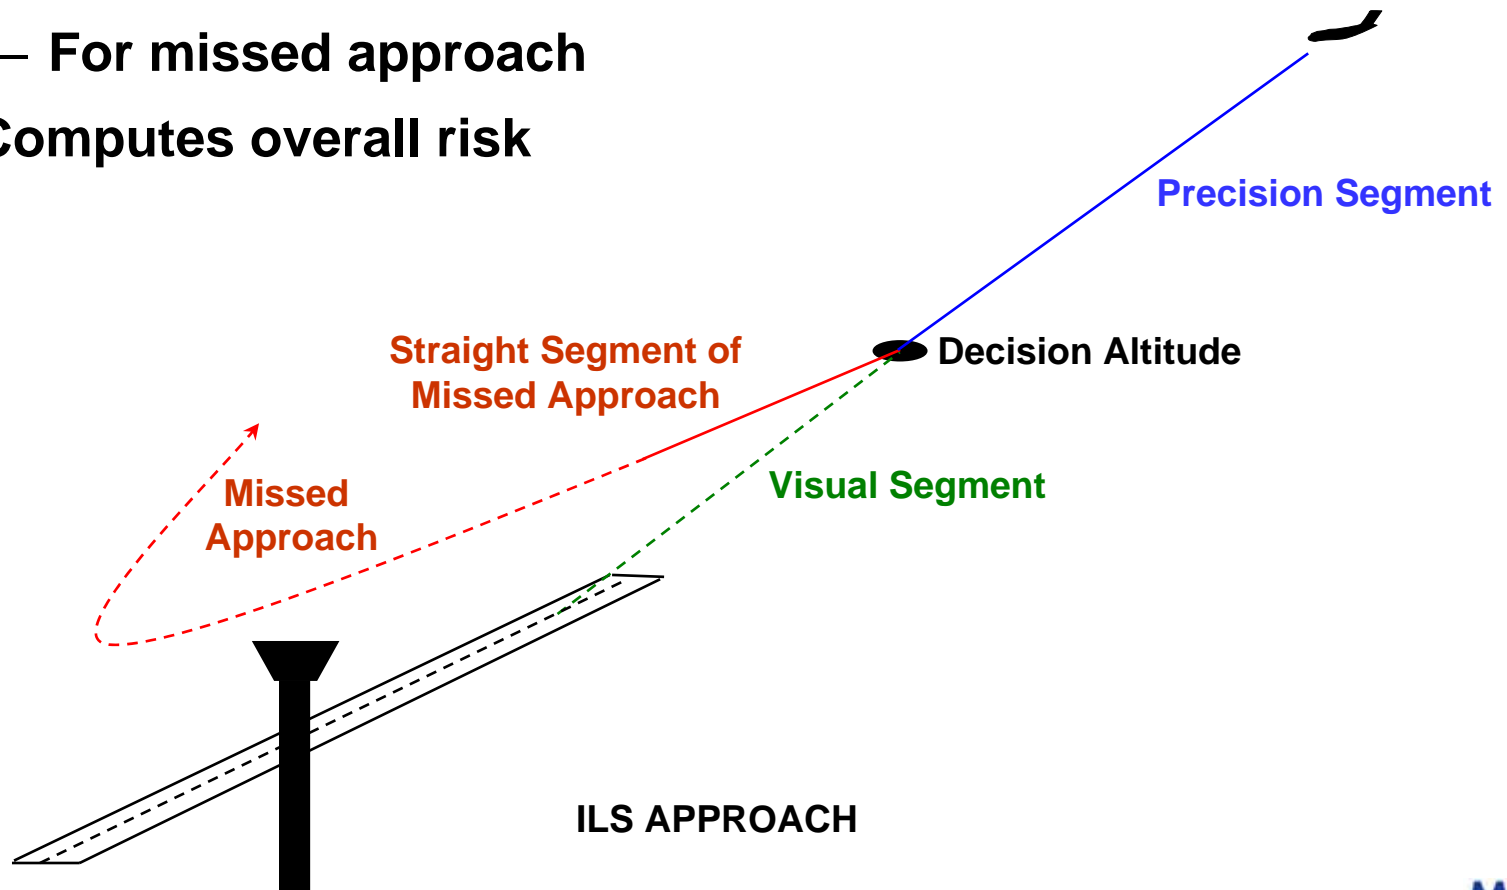 – For missed approach
Computes overall risk
Precision Segment
Straight Segment of
Missed Approach
Decision Altitude
Visual Segment
Missed
Approach
ILS APPROACH